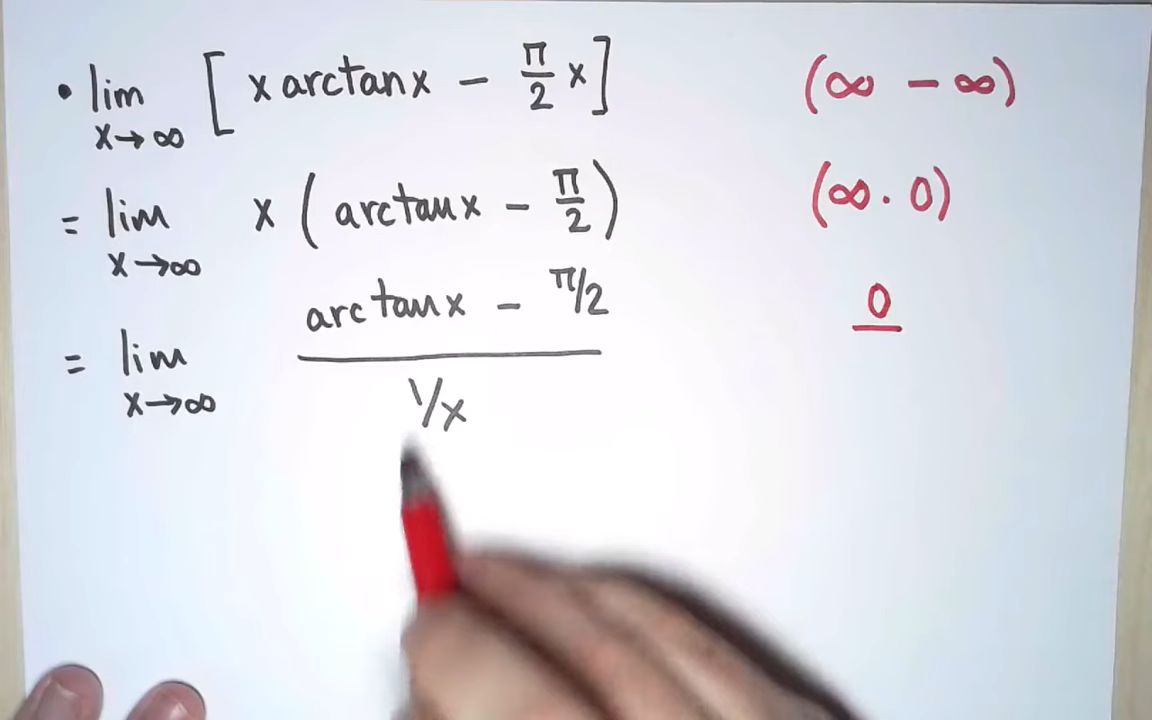 • lim x→∞ [ x arctan x − π/2 x ] (∞ − ∞)
= lim x→∞ x ( arctan x − π/2 ) (∞ · 0)
= lim x→∞ (arctan x − π/2) / (1/x) 0